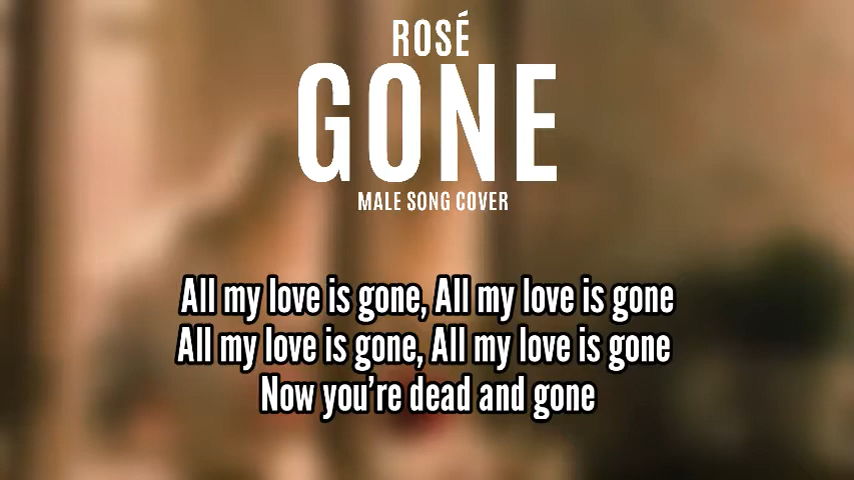 ROSÉ
GONE
MALE SONG COVER
All my love is gone, All my love is gone
All my love is gone, All my love is gone
Now you're dead and gone